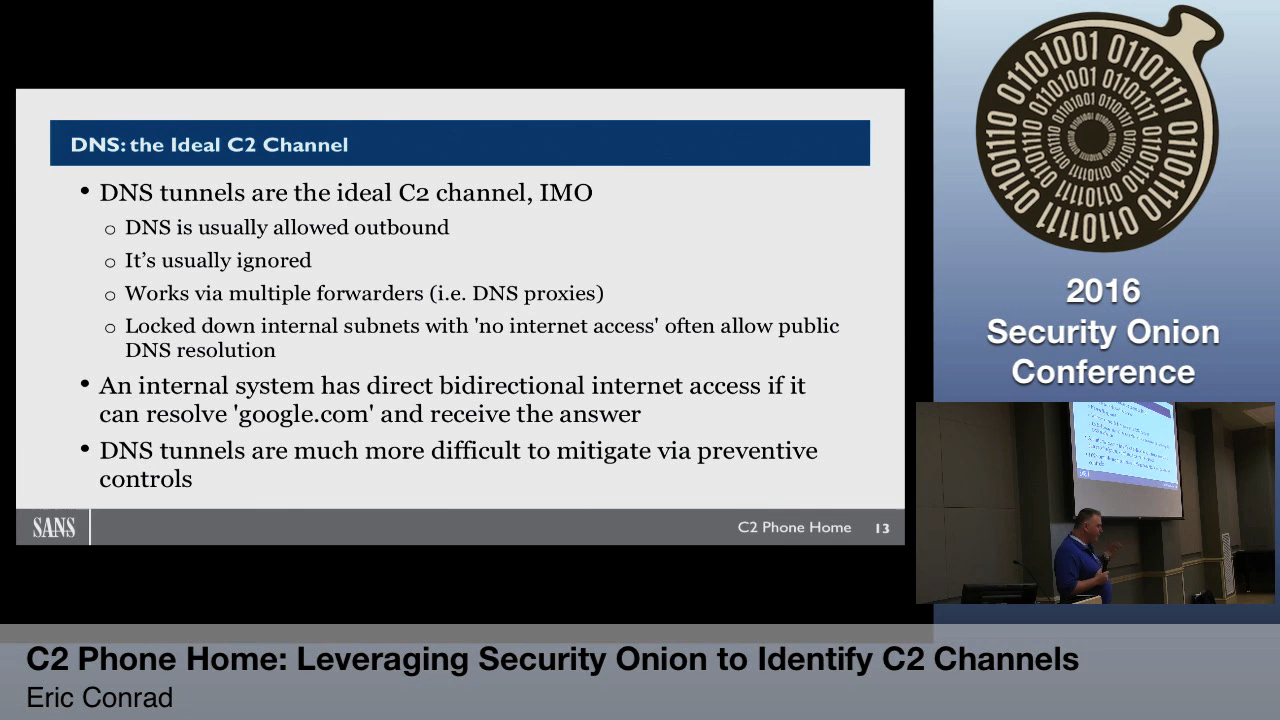 DNS: the Ideal C2 Channel
• DNS tunnels are the ideal C2 channel, IMO
o DNS is usually allowed outbound
o It's usually ignored
o Works via multiple forwarders (i.e. DNS proxies)
o Locked down internal subnets with 'no internet access' often allow public
DNS resolution
• An internal system has direct bidirectional internet access if it
can resolve 'google.com' and receive the answer
• DNS tunnels are much more difficult to mitigate via preventive
controls
SANS
C2 Phone Home 13
2016
Security Onion
Conference
C2 Phone Home: Leveraging Security Onion to Identify C2 Channels
Eric Conrad